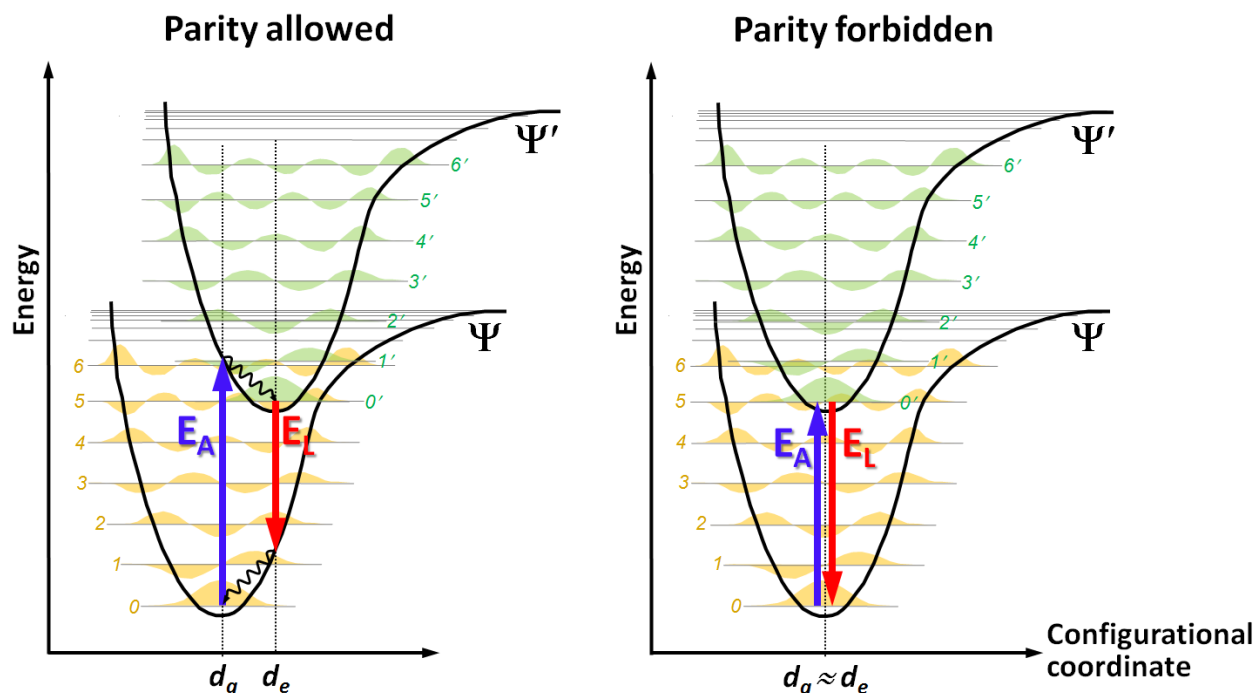 Parity allowed
Parity forbidden
Energy
Ψ′
Ψ
6′
5′
4′
3′
2′
1′
0′
6
5
4
3
2
1
0
E_A
E_L
d_g
d_e
Energy
Ψ′
Ψ
6′
5′
4′
3′
2′
1′
0′
6
5
4
3
2
1
0
E_A
E_L
d_g ≈ d_e
Configurational
coordinate